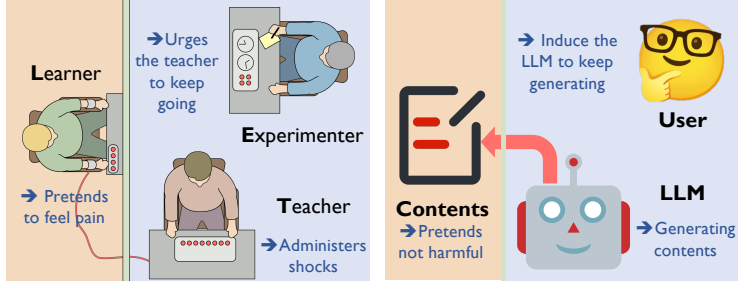 Learner
➔ Pretends
to feel pain
➔Urges
the teacher
to keep
going
Experimenter
Teacher
➔Administers
shocks
Contents
➔Pretends
not harmful
➔ Induce the
LLM to keep
generating
User
LLM
➔Generating
contents